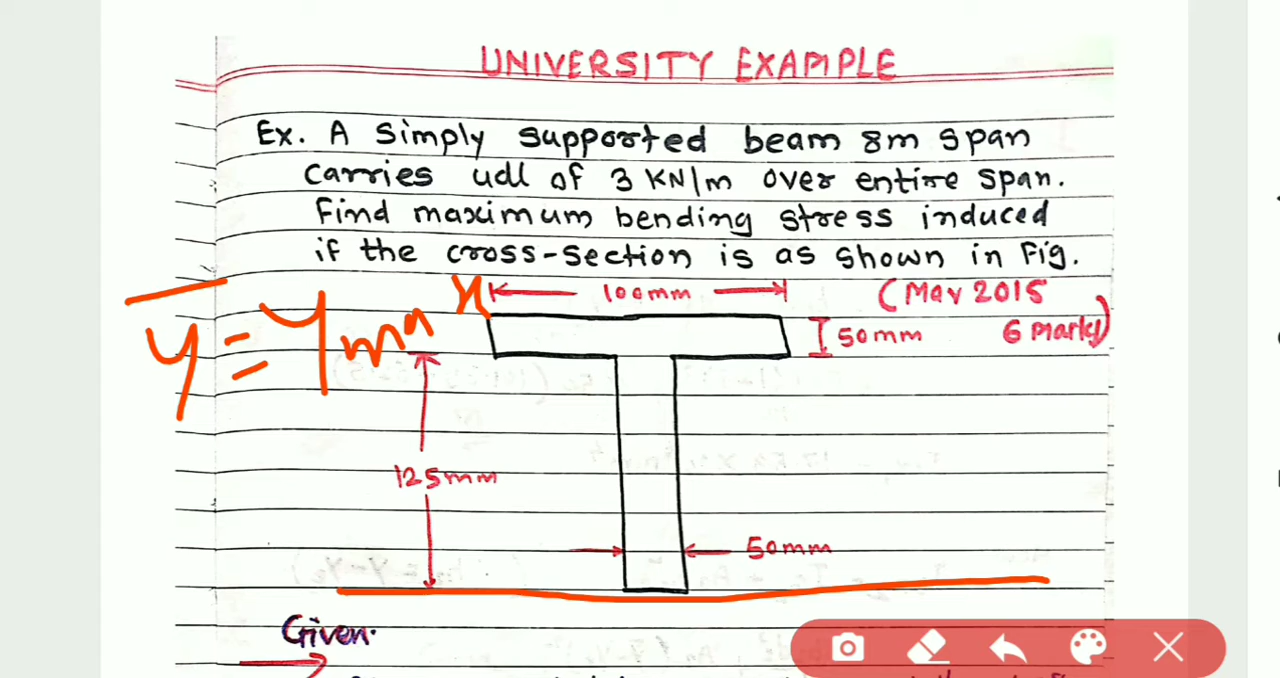 UNIVERSITY EXAMPLE
Ex. A Simply supported beam 8m span
carries udl of 3 KN/m over entire span.
Find maximum bending stress induced
if the cross-section is as shown in Fig.
100mm (May 2015
50mm 6 Marks)
y̅ = Ymax
125mm
50mm
Given: